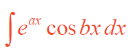 ∫e^{ax} cos bx dx